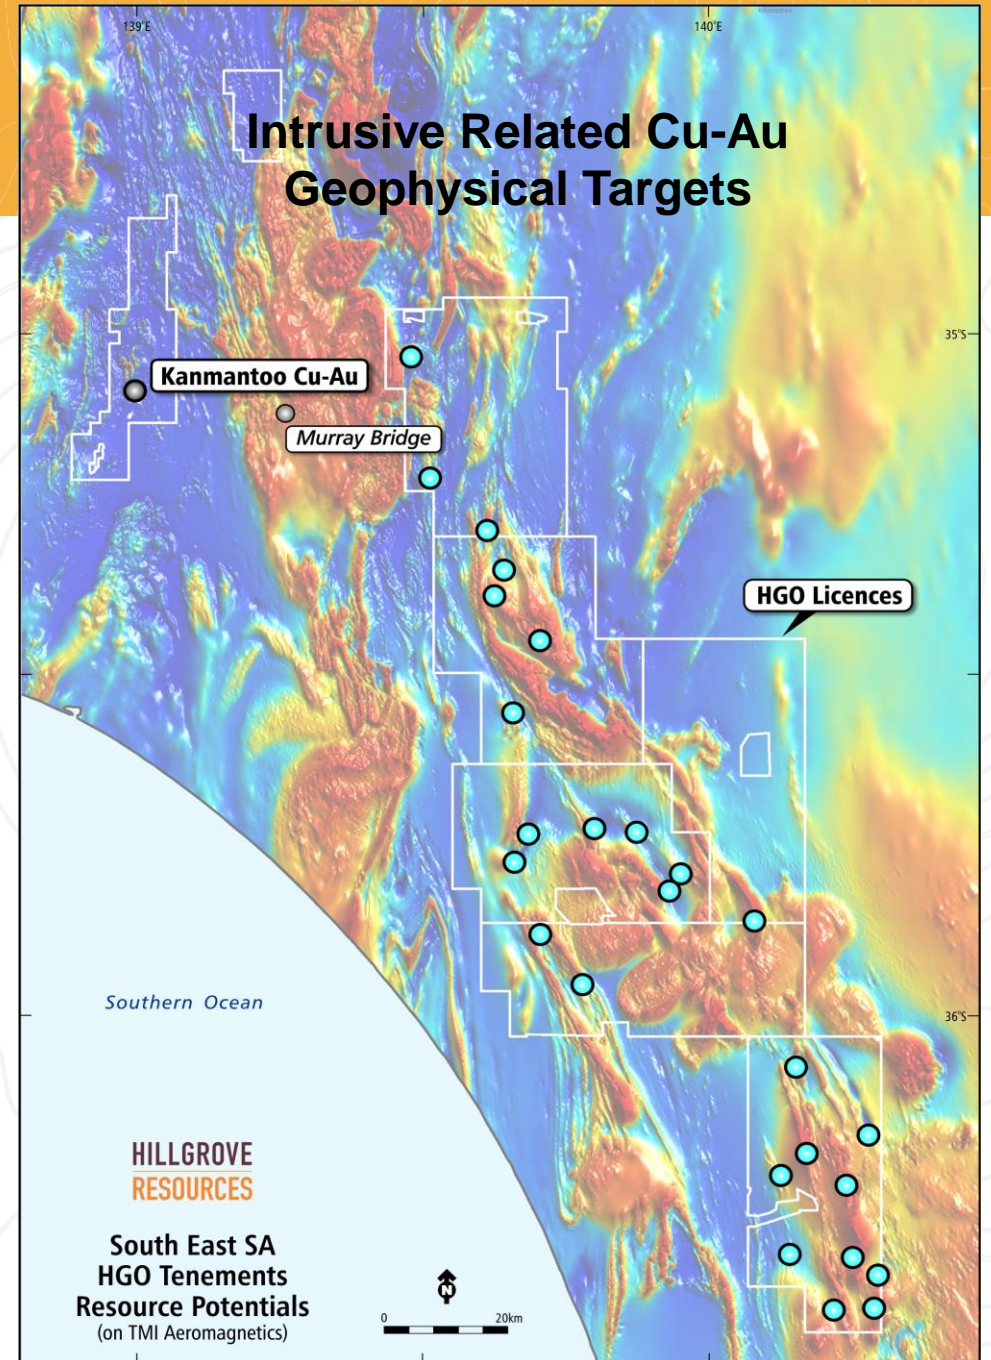 139°E
140°E
Intrusive Related Cu-Au
Geophysical Targets
35°S
Kanmantoo Cu-Au
Murray Bridge
HGO Licences
Southern Ocean
36°S
HILLGROVE
RESOURCES
South East SA
HGO Tenements
Resource Potentials
(on TMI Aeromagnetics)
N
0 20km